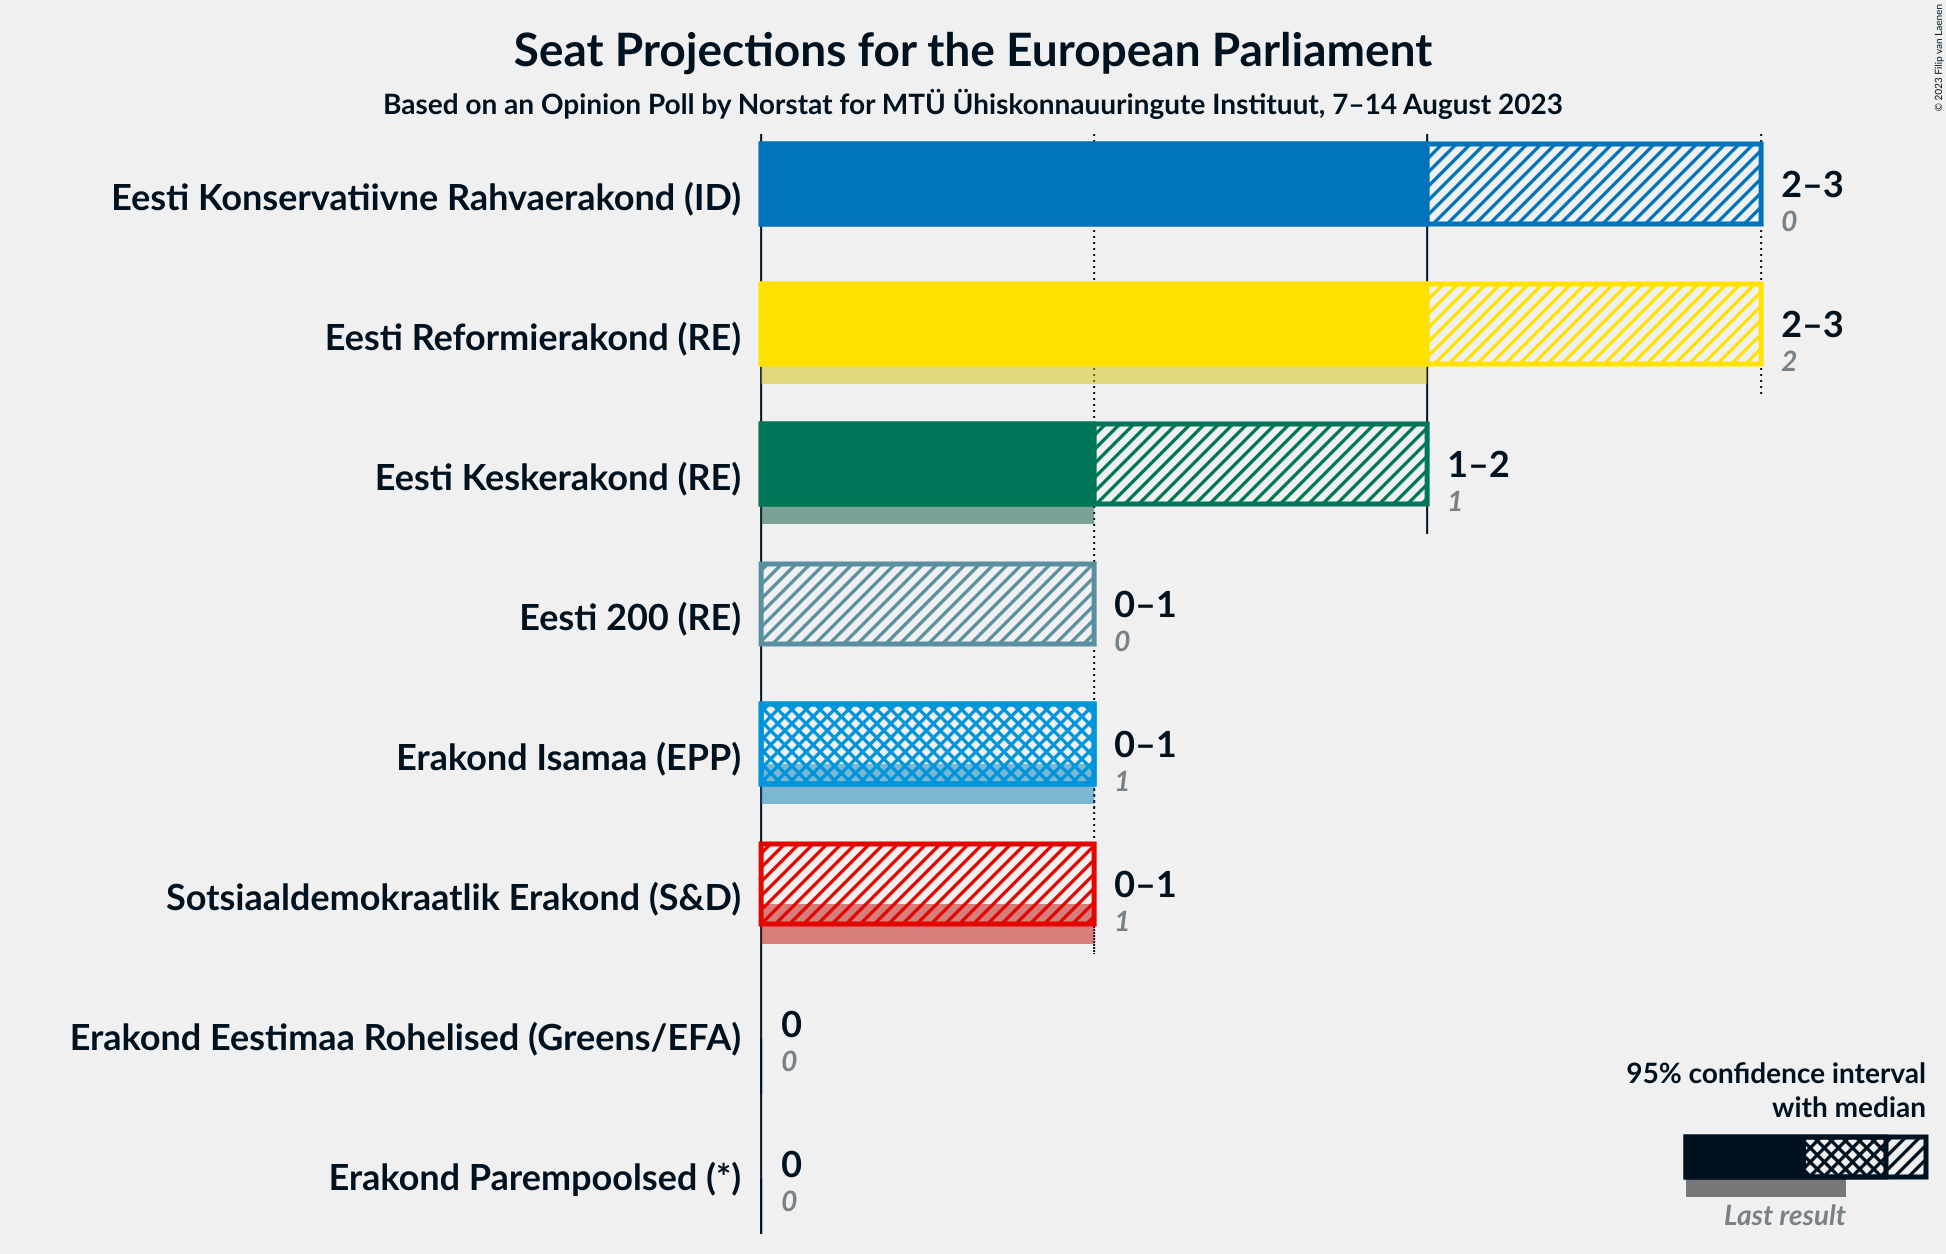 Seat Projections for the European Parliament
Based on an Opinion Poll by Norstat for MTÜ Ühiskonnauuringute Instituut, 7–14 August 2023
© 2023 Filip van Laenen
Eesti Konservatiivne Rahvaerakond (ID)
2–3
0
Eesti Reformierakond (RE)
2–3
2
Eesti Keskerakond (RE)
1–2
1
Eesti 200 (RE)
0–1
0
Erakond Isamaa (EPP)
0–1
1
Sotsiaaldemokraatlik Erakond (S&D)
0–1
1
Erakond Eestimaa Rohelised (Greens/EFA)
0
0
Erakond Parempoolsed (*)
0
0
95% confidence interval
with median
Last result